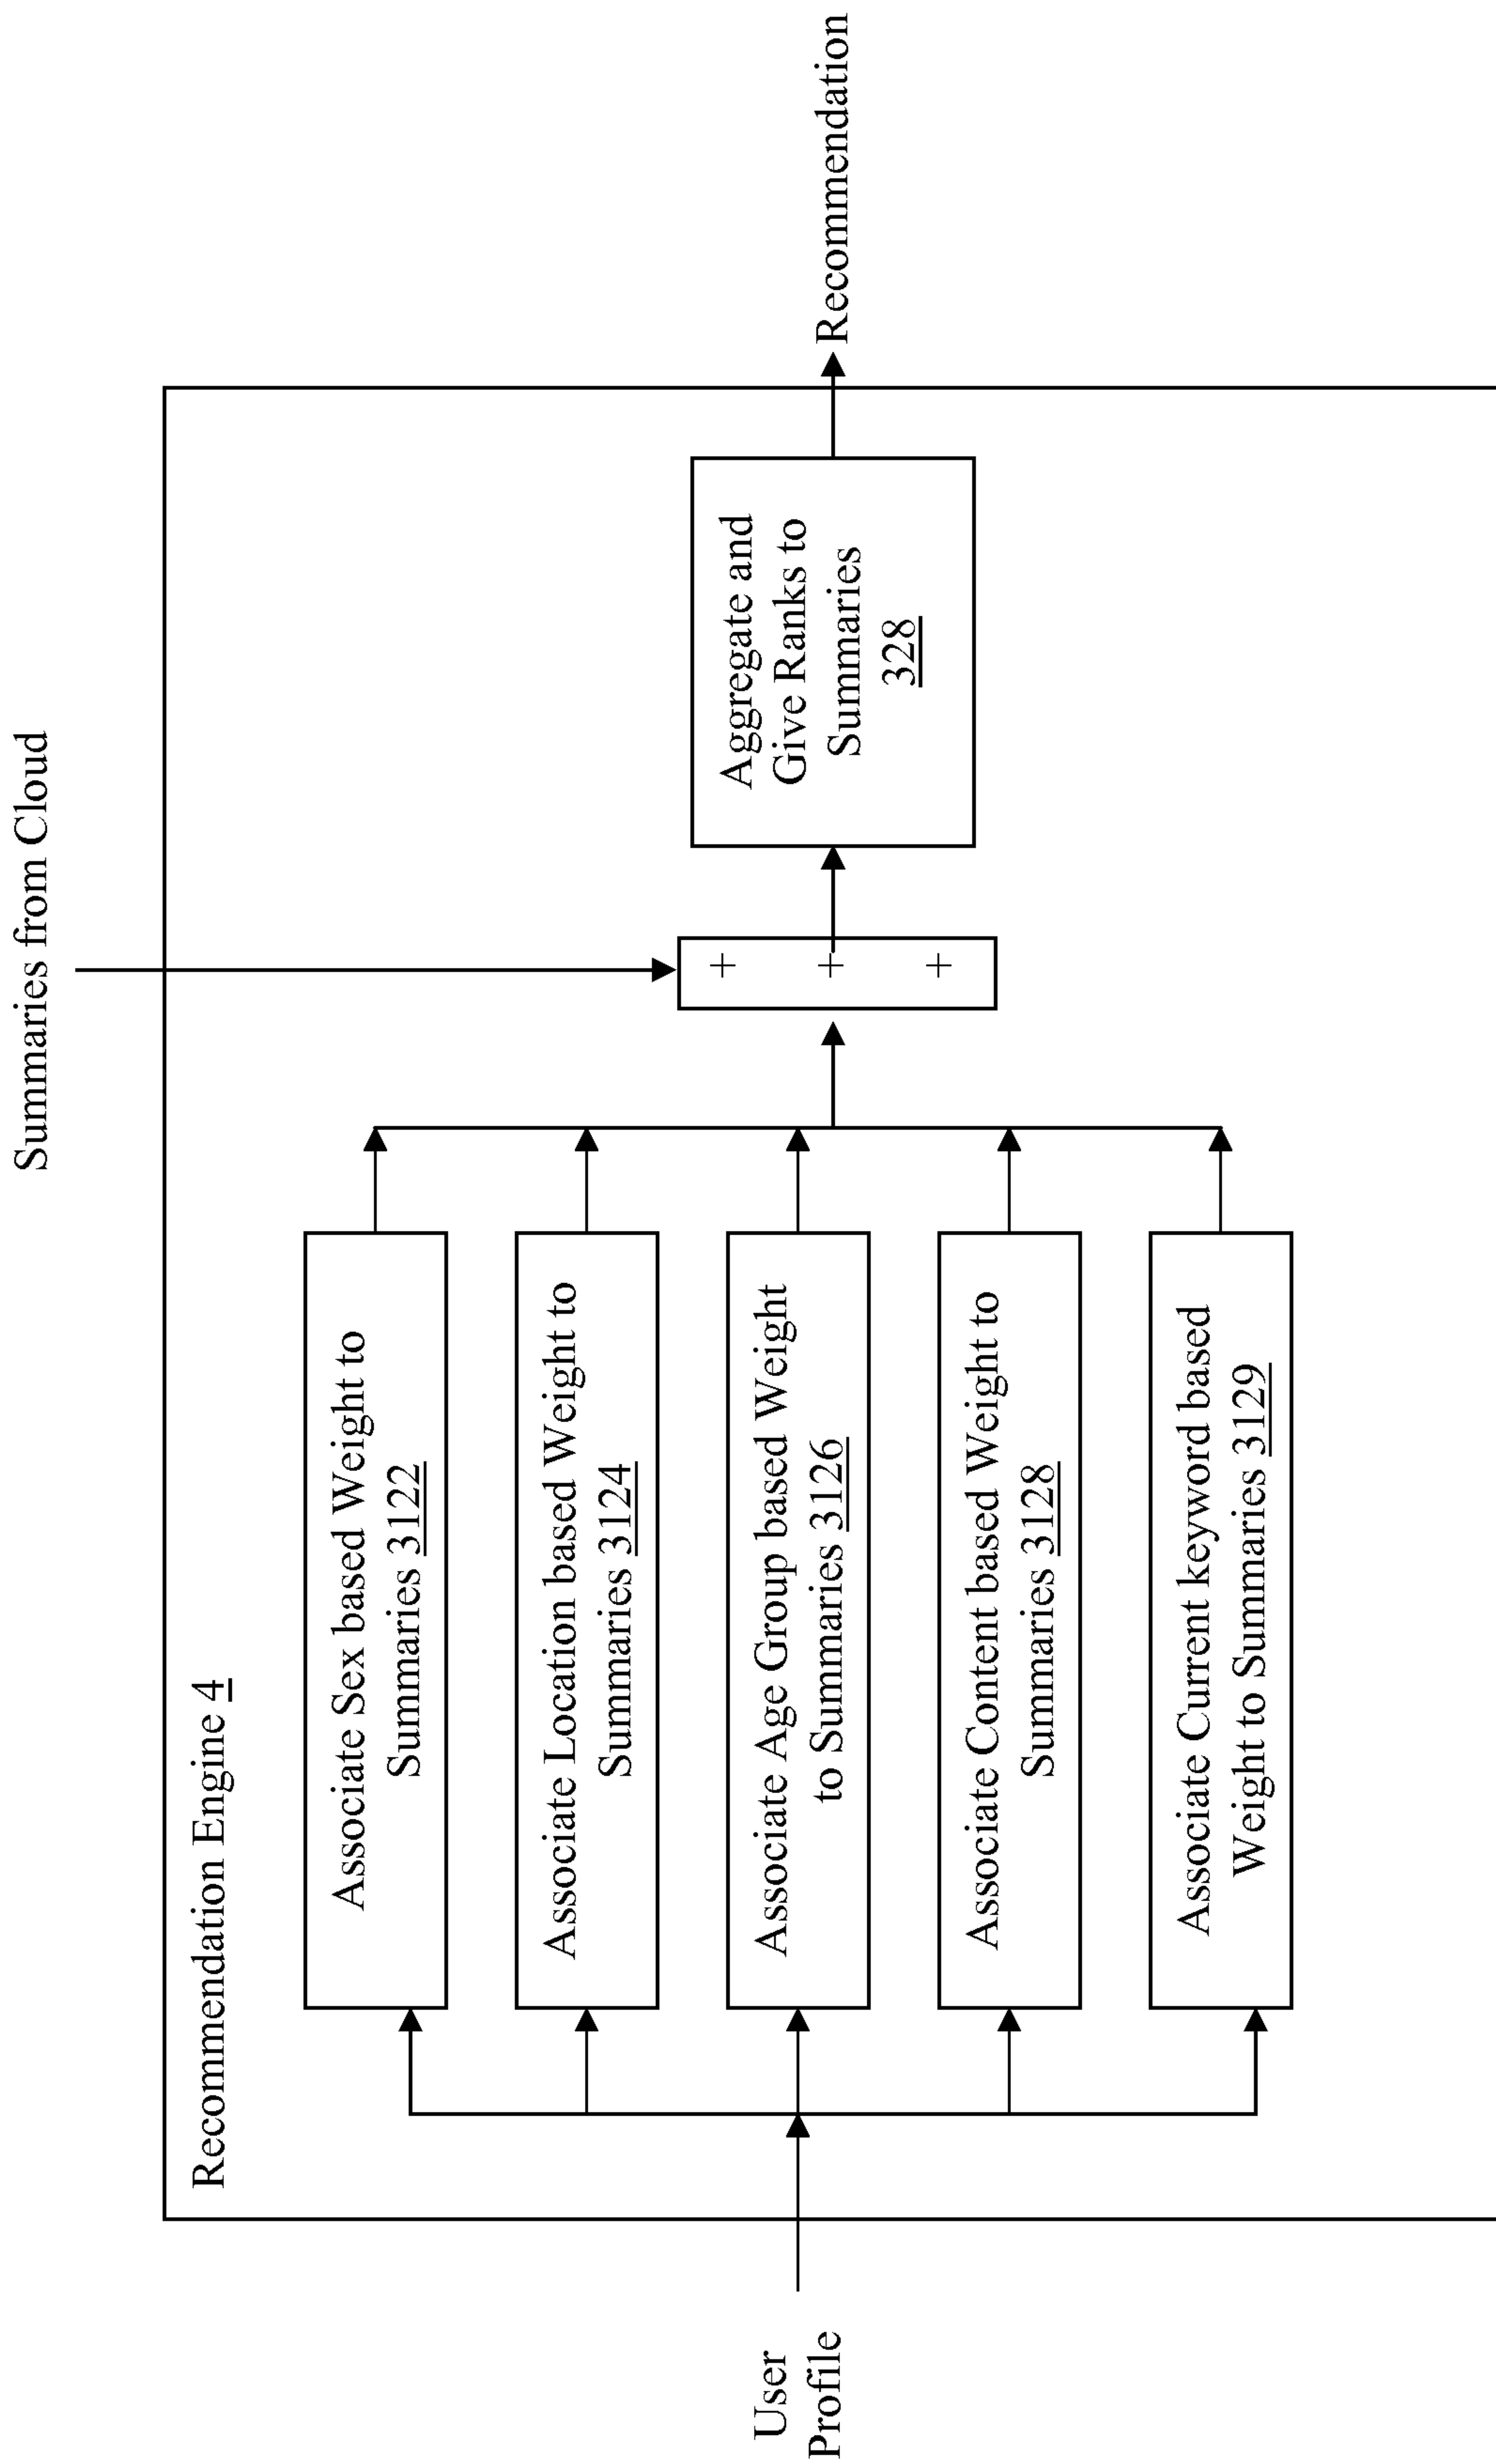 Summaries from Cloud
Recommendation Engine 4
User
Profile
Associate Sex based Weight to
Summaries 3122
Associate Location based Weight to
Summaries 3124
Associate Age Group based Weight
to Summaries 3126
Associate Content based Weight to
Summaries 3128
Associate Current keyword based
Weight to Summaries 3129
+
+
+
Aggregate and
Give Ranks to
Summaries
328
Recommendation